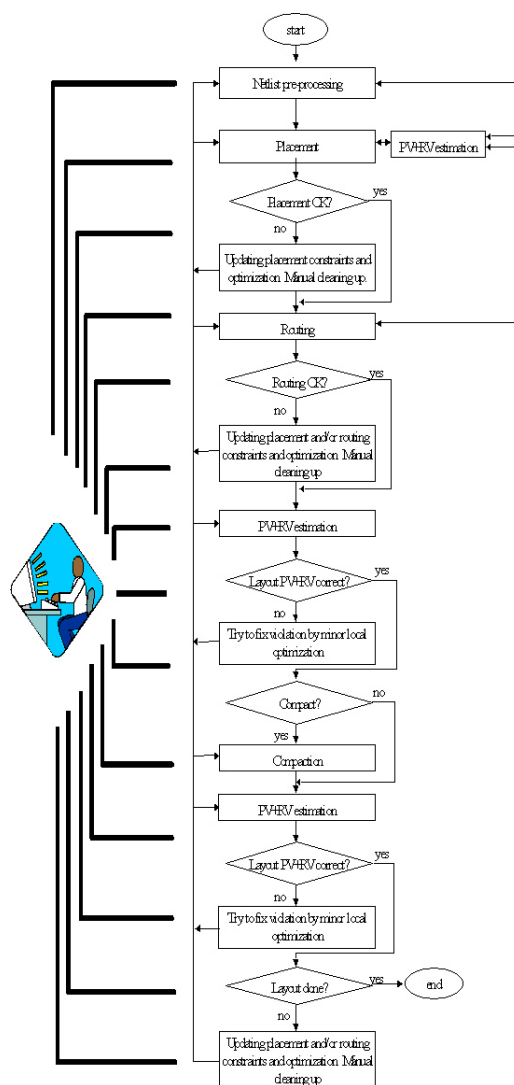 start
Netlist pre-processing
Placement
PV+RV estimation
Placement OK?
yes
no
Updating placement constraints and
optimization. Manual cleaning up.
Routing
Routing OK?
yes
no
Updating placement and/or routing
constraints and optimization. Manual
cleaning up
PV+RV estimation
Layout PV+RV correct?
yes
no
Try to fix violation by minor local
optimization
Compact?
no
yes
Compaction
PV+RV estimation
Layout PV+RV correct?
yes
no
Try to fix violation by minor local
optimization
Layout done?
yes
end
no
Updating placement and/or routing
constraints and optimization. Manual
cleaning up